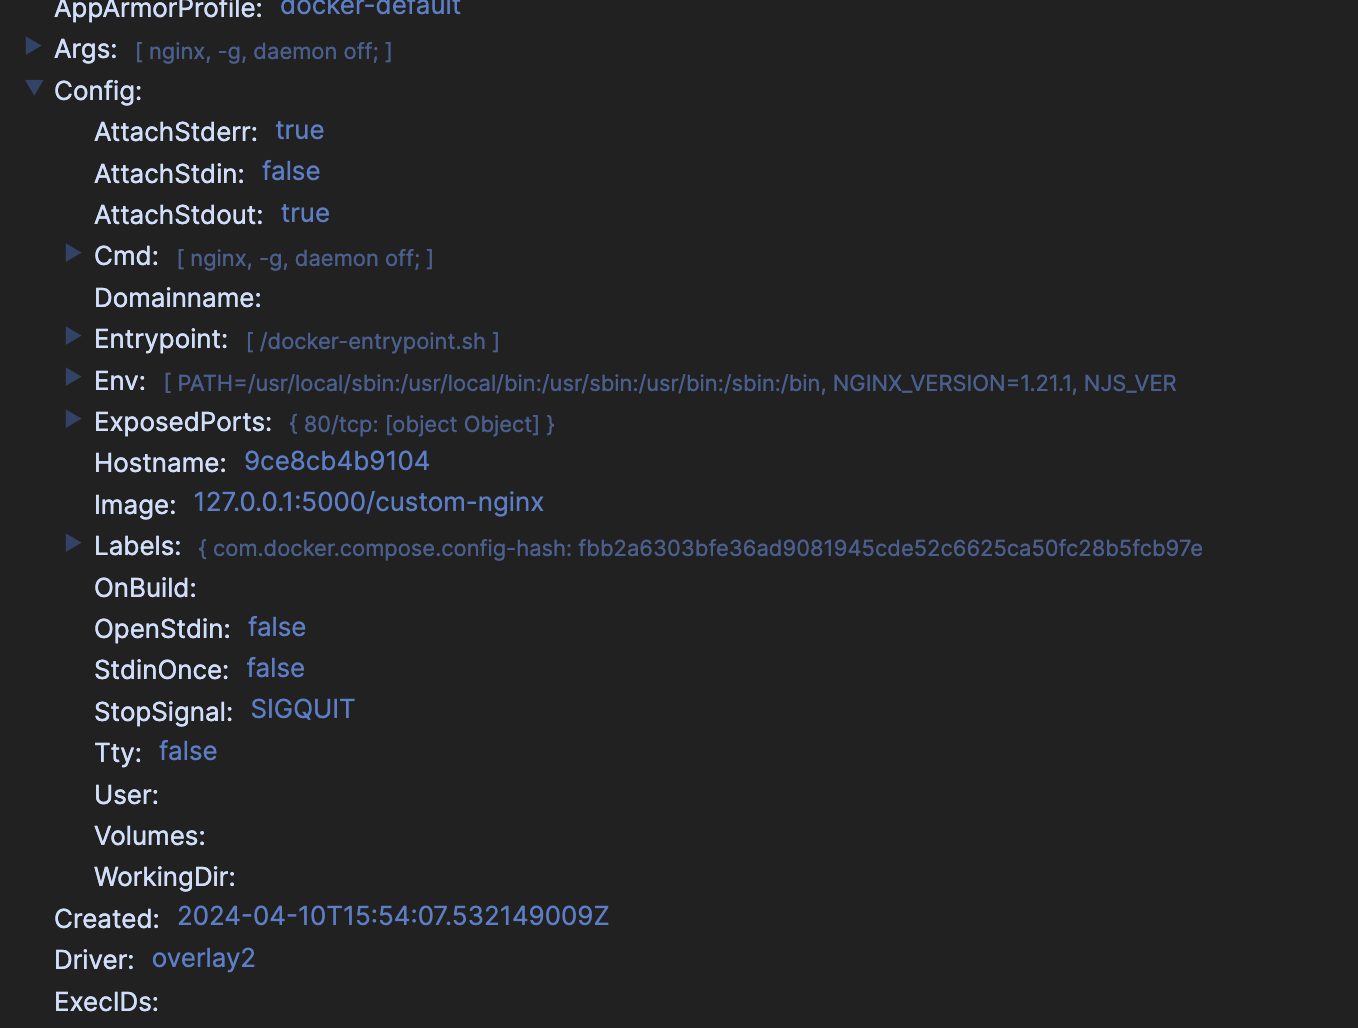 AppArmorProfile: docker-default
Args: [ nginx, -g, daemon off; ]
Config:
AttachStderr: true
AttachStdin: false
AttachStdout: true
Cmd: [ nginx, -g, daemon off; ]
Domainname:
Entrypoint: [ /docker-entrypoint.sh ]
Env: [ PATH=/usr/local/sbin:/usr/local/bin:/usr/sbin:/usr/bin:/sbin:/bin, NGINX_VERSION=1.21.1, NJS_VER
ExposedPorts: { 80/tcp: [object Object] }
Hostname: 9ce8cb4b9104
Image: 127.0.0.1:5000/custom-nginx
Labels: { com.docker.compose.config-hash: fbb2a6303bfe36ad9081945cde52c6625ca50fc28b5fcb97e
OnBuild:
OpenStdin: false
StdinOnce: false
StopSignal: SIGQUIT
Tty: false
User:
Volumes:
WorkingDir:
Created: 2024-04-10T15:54:07.532149009Z
Driver: overlay2
ExecIDs: